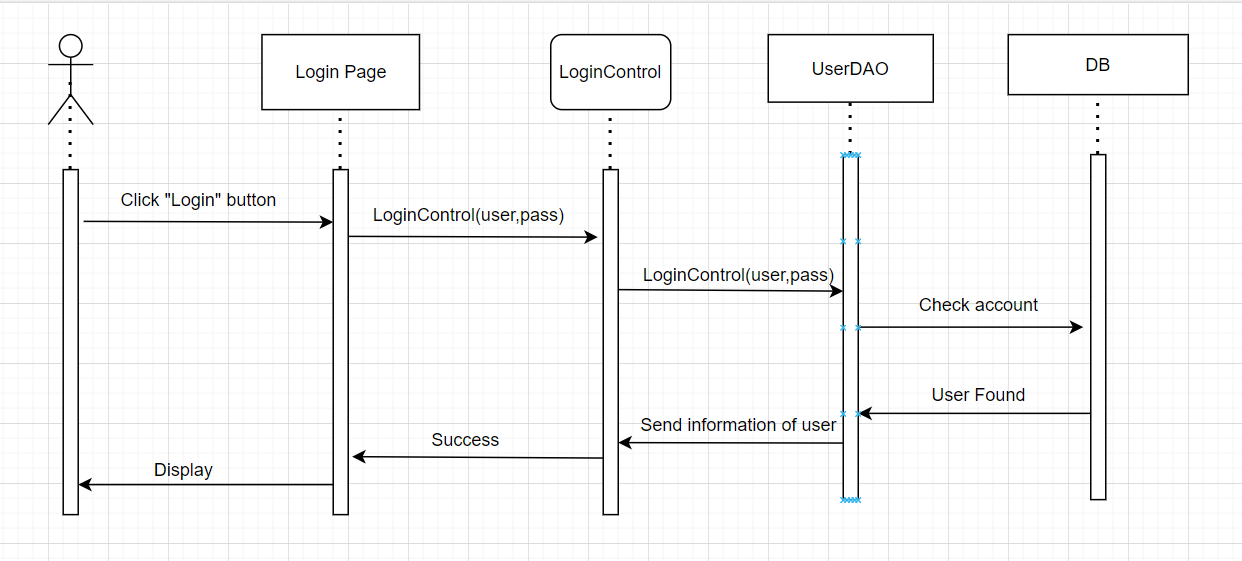 Login Page
LoginControl
UserDAO
DB
Click "Login" button
LoginControl(user,pass)
LoginControl(user,pass)
Check account
User Found
Send information of user
Success
Display